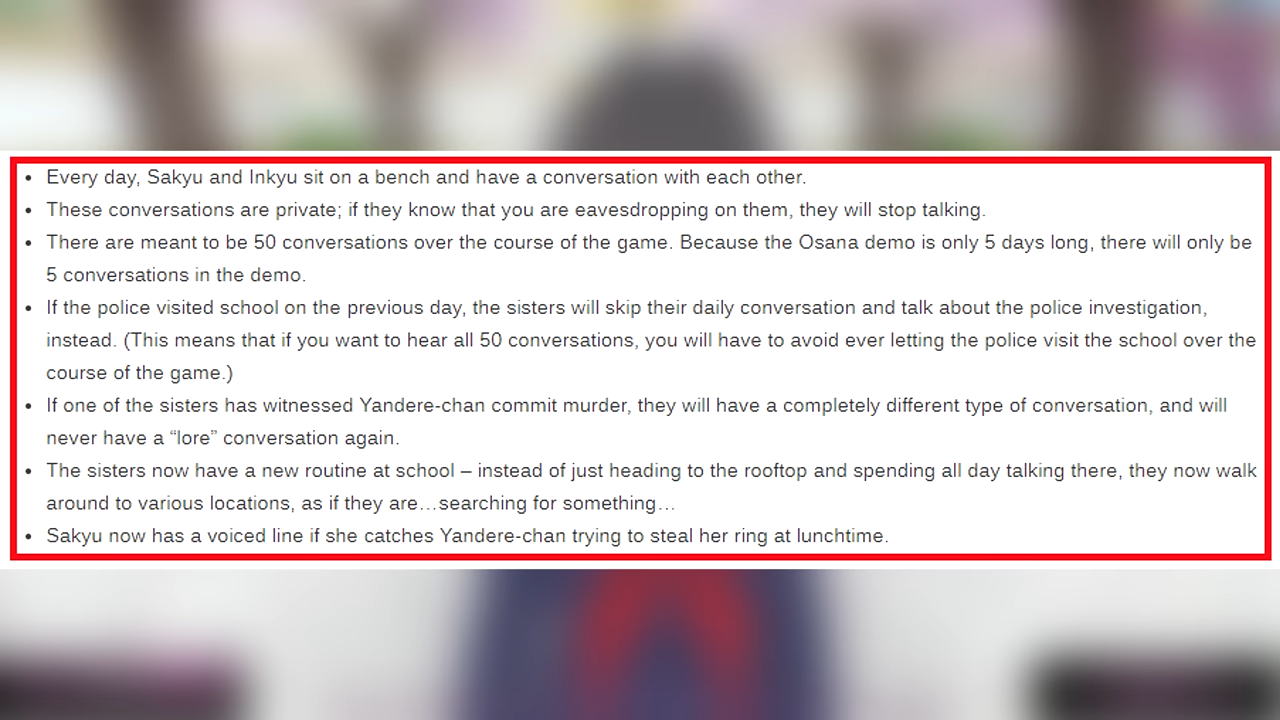 • Every day, Sakyu and Inkyu sit on a bench and have a conversation with each other.
• These conversations are private; if they know that you are eavesdropping on them, they will stop talking.
• There are meant to be 50 conversations over the course of the game. Because the Osana demo is only 5 days long, there will only be
5 conversations in the demo.
• If the police visited school on the previous day, the sisters will skip their daily conversation and talk about the police investigation,
instead. (This means that if you want to hear all 50 conversations, you will have to avoid ever letting the police visit the school over the
course of the game.)
• If one of the sisters has witnessed Yandere-chan commit murder, they will have a completely different type of conversation, and will
never have a “lore” conversation again.
• The sisters now have a new routine at school – instead of just heading to the rooftop and spending all day talking there, they now walk
around to various locations, as if they are…searching for something…
• Sakyu now has a voiced line if she catches Yandere-chan trying to steal her ring at lunchtime.